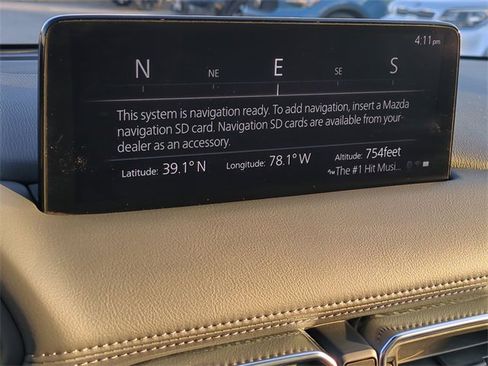 4:11pm
N NE E SE S
This system is navigation ready. To add navigation, insert a Mazda
navigation SD card. Navigation SD cards are available from your
dealer as an accessory.
Latitude: 39.1° N Longitude: 78.1° W Altitude: 754feet
The #1 Hit Musi...